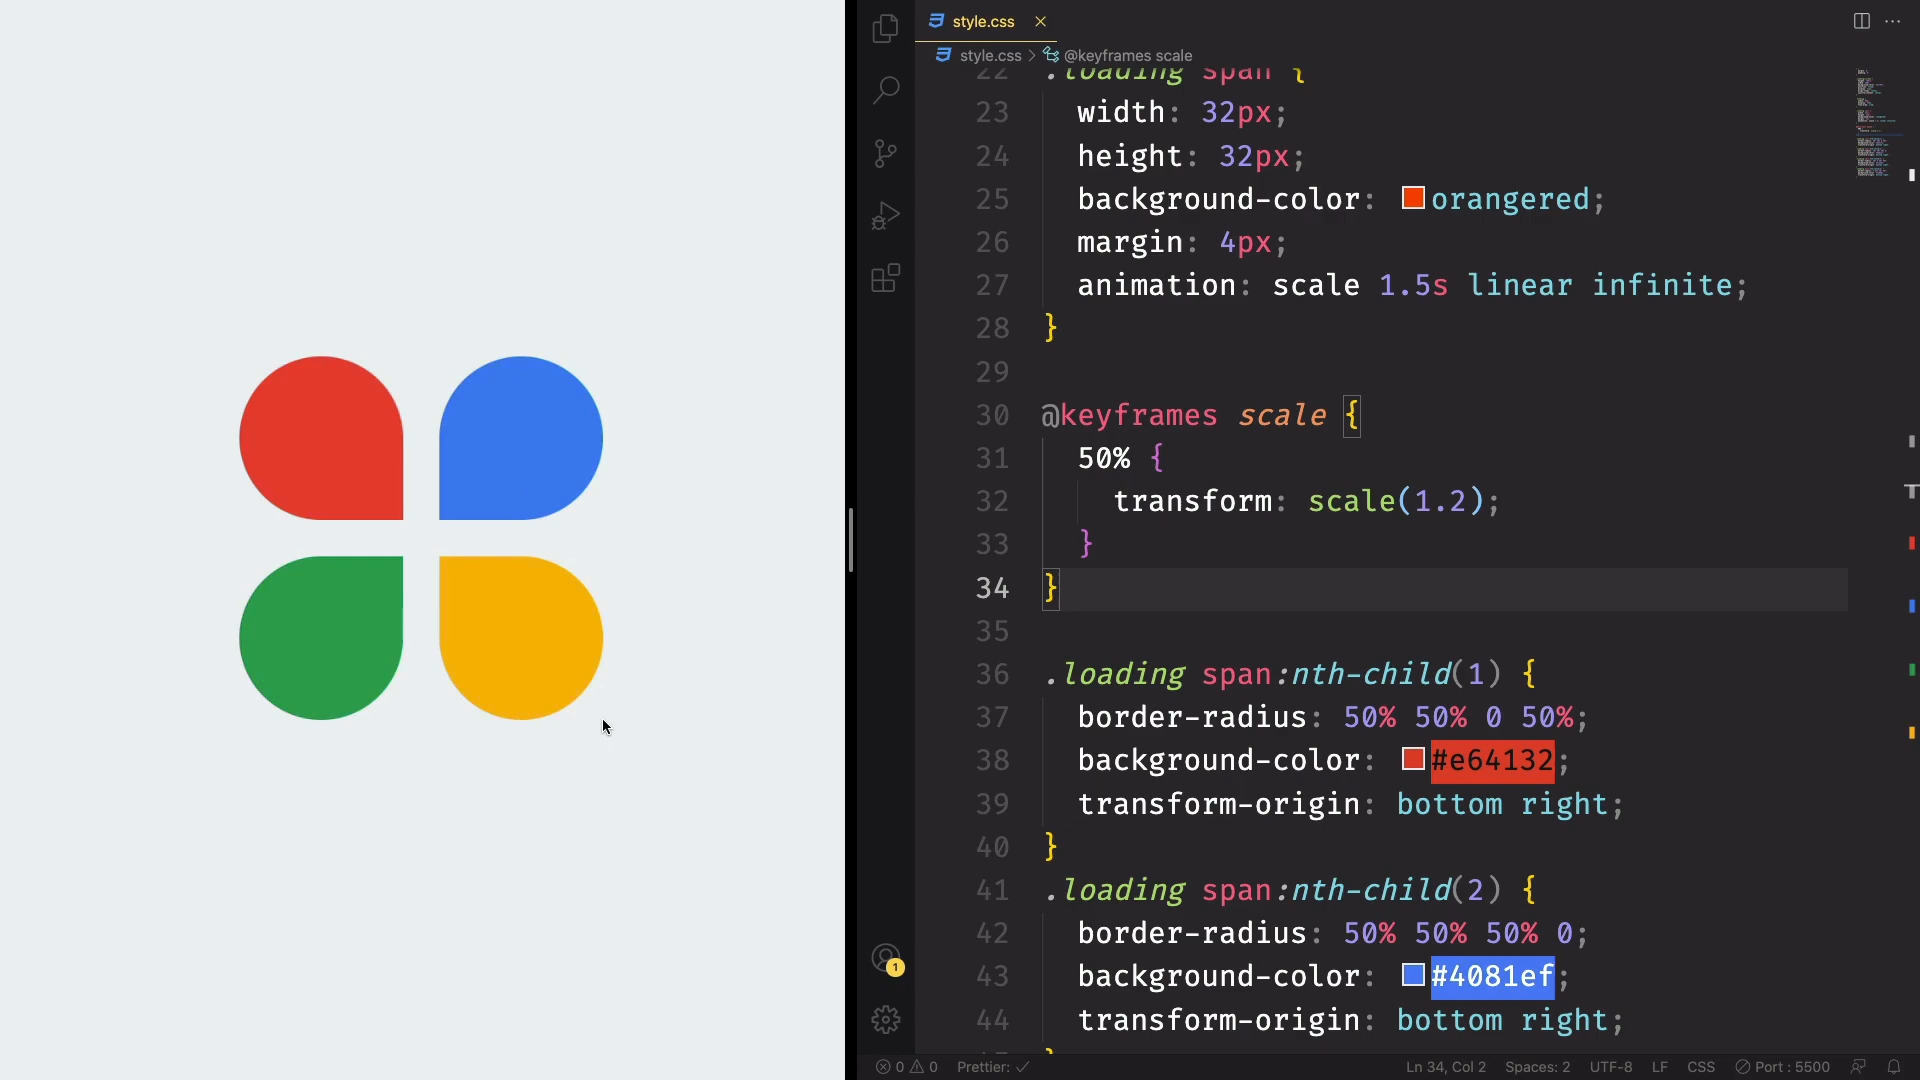 style.css
style.css > @keyframes scale
22 .loading span {
23 width: 32px;
24 height: 32px;
25 background-color: orangered;
26 margin: 4px;
27 animation: scale 1.5s linear infinite;
28 }
29
30 @keyframes scale {
31 50% {
32 transform: scale(1.2);
33 }
34 }
35
36 .loading span:nth-child(1) {
37 border-radius: 50% 50% 0 50%;
38 background-color: #e64132;
39 transform-origin: bottom right;
40 }
41 .loading span:nth-child(2) {
42 border-radius: 50% 50% 50% 0;
43 background-color: #4081ef;
44 transform-origin: bottom right;
1
0 0 Prettier: ✓ Ln 34, Col 2 Spaces: 2 UTF-8 LF CSS Port : 5500